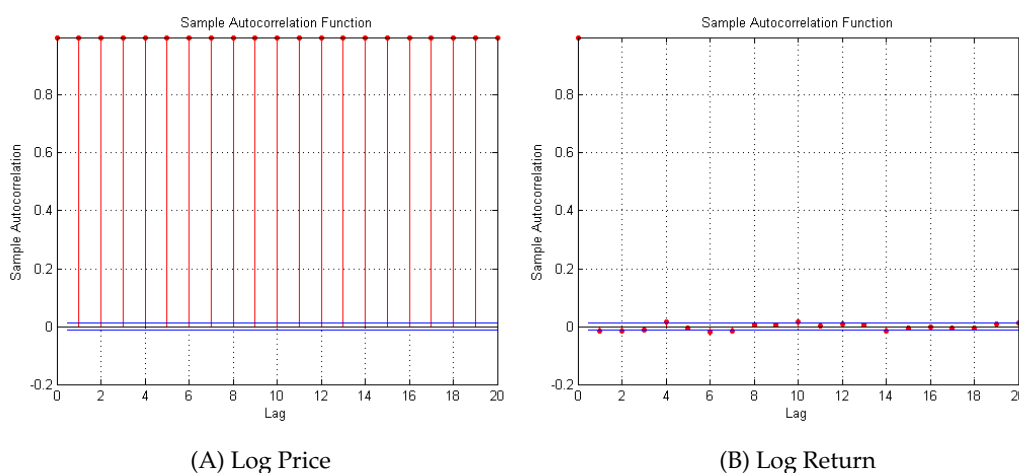 Sample Autocorrelation Function
Sample Autocorrelation
0.8
0.6
0.4
0.2
0
-0.2
0 2 4 6 8 10 12 14 16 18 20
Lag
(A) Log Price
Sample Autocorrelation Function
Sample Autocorrelation
0.8
0.6
0.4
0.2
0
-0.2
0 2 4 6 8 10 12 14 16 18 20
Lag
(B) Log Return